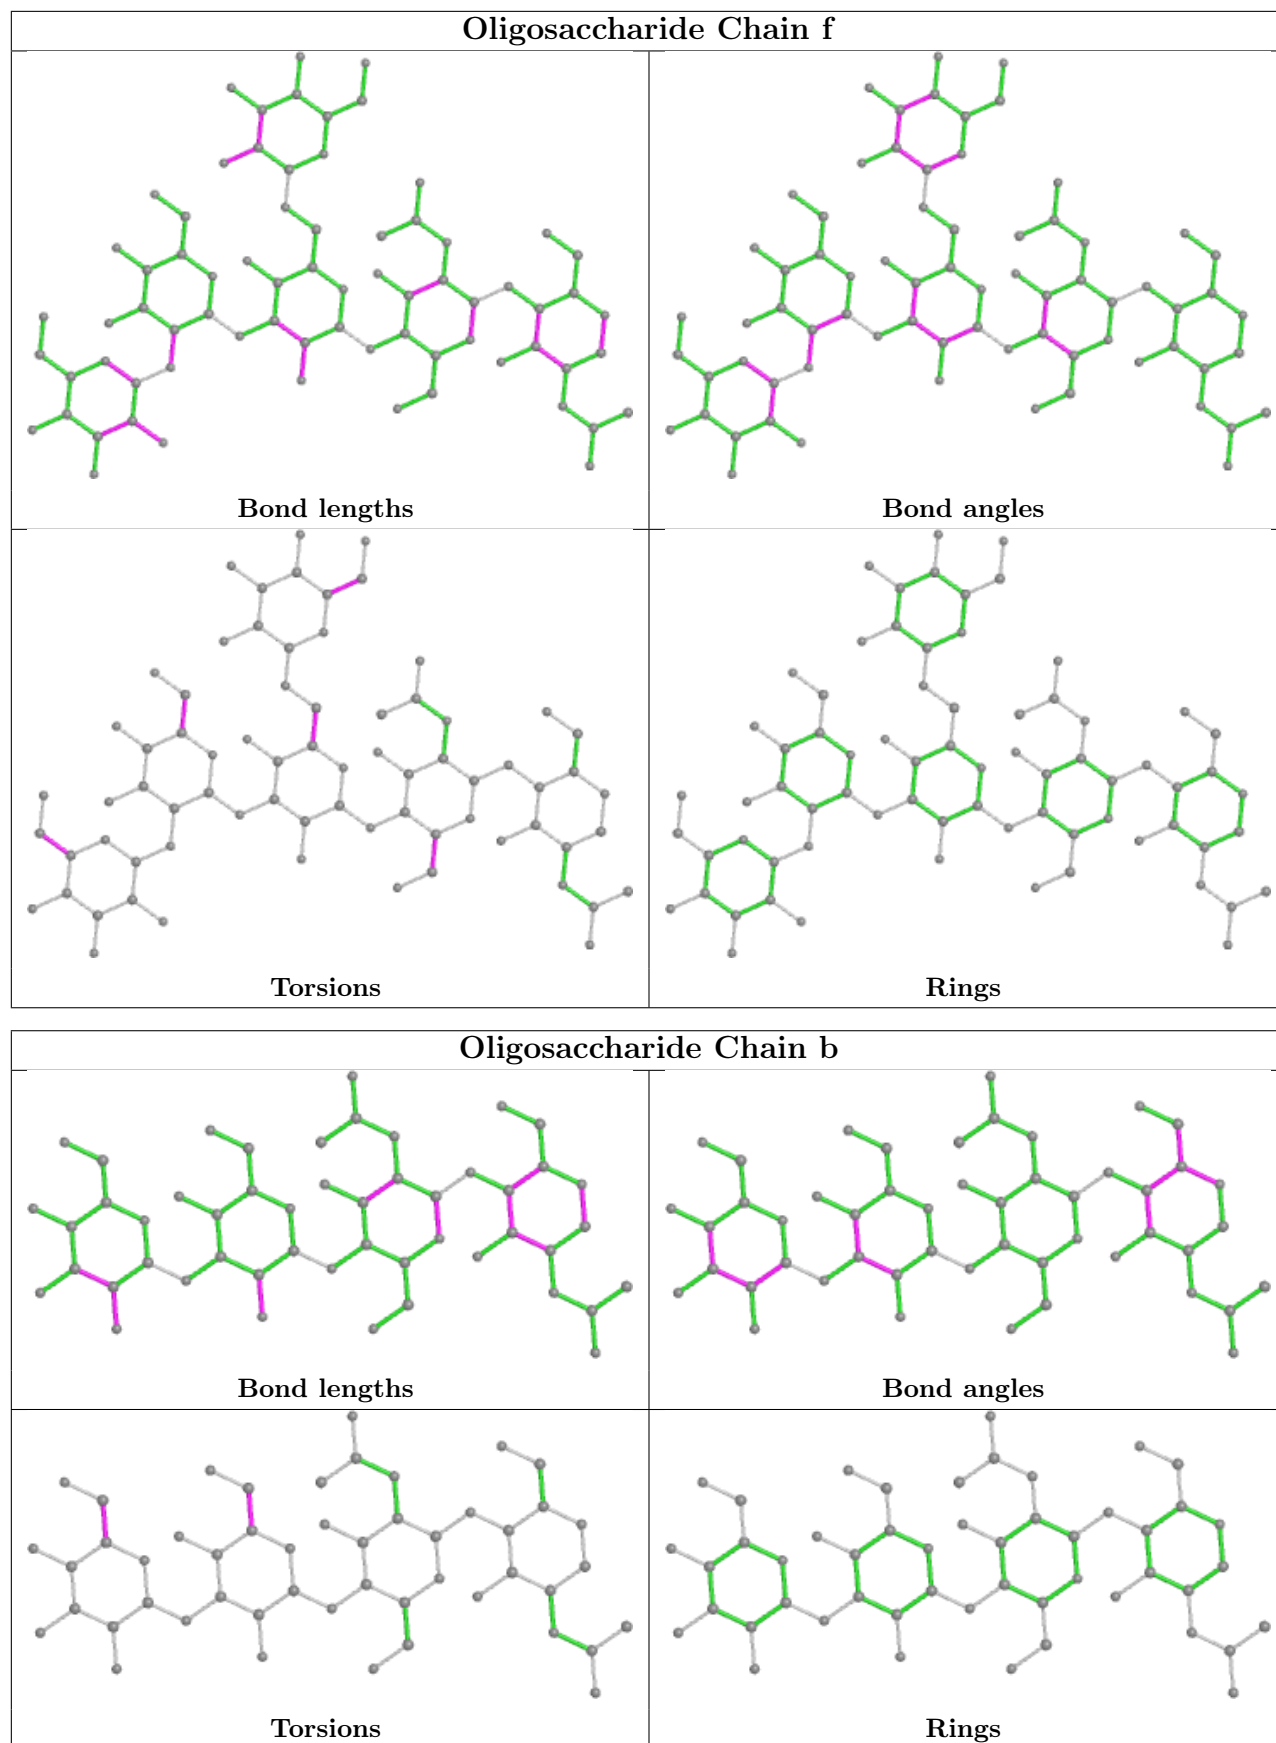 Oligosaccharide Chain f
Bond lengths
Bond angles
Torsions
Rings
Oligosaccharide Chain b
Bond lengths
Bond angles
Torsions
Rings